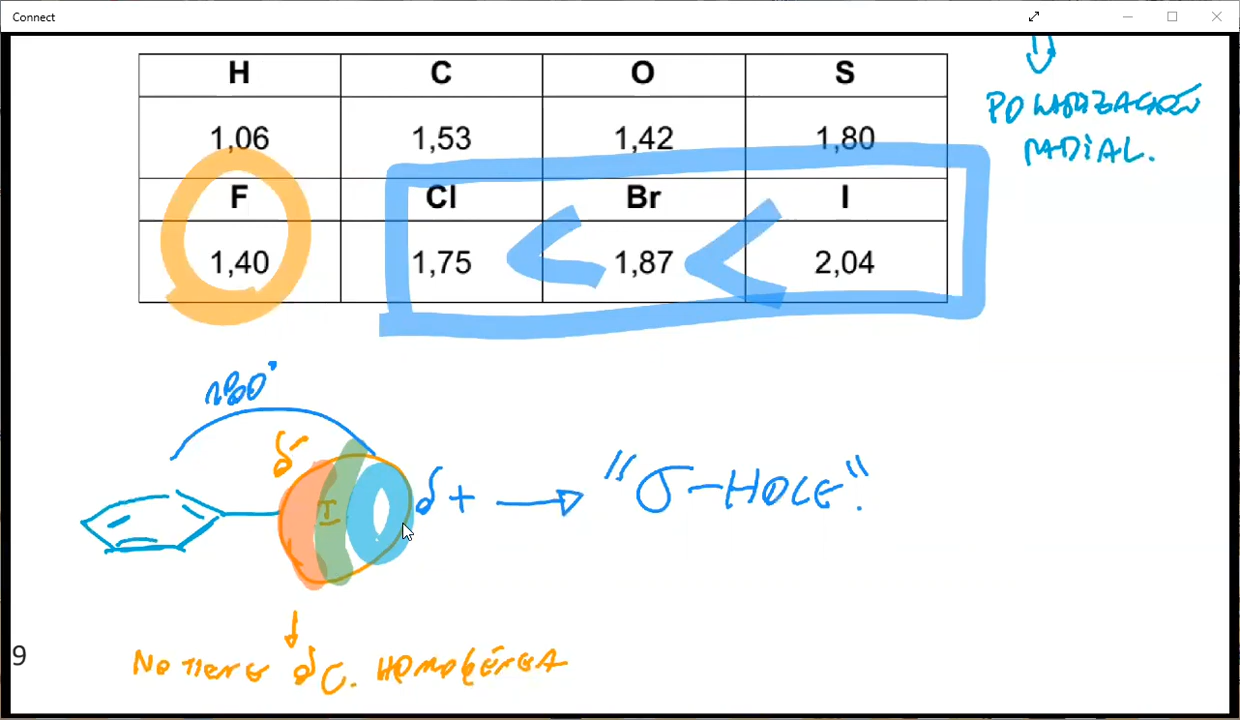 Connect
H C O S
1,06 1,53 1,42 1,80
F Cl Br I
1,40 1,75 1,87 2,04
POLARIZACIÓN
RADIAL.
180°
δ-
I
δ+ → "σ-HOLE".
NO TIENE δ C. HOMOGÉNEA
9